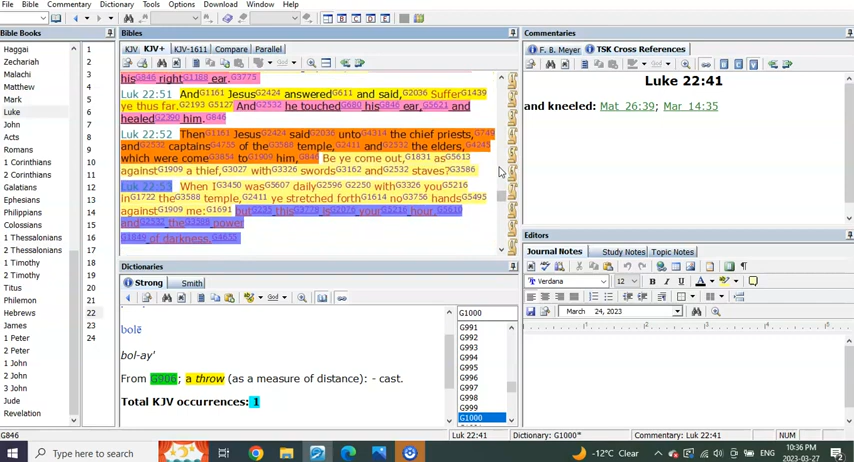 File Bible Commentary Dictionary Tools Options Download Window Help
Bible Books
Bibles
Commentaries
Haggai
Zechariah
Malachi
Matthew
Mark
Luke
John
Acts
Romans
1 Corinthians
2 Corinthians
Galatians
Ephesians
Philippians
Colossians
1 Thessalonians
2 Thessalonians
1 Timothy
2 Timothy
Titus
Philemon
Hebrews
James
1 Peter
2 Peter
1 John
2 John
3 John
Jude
Revelation
1
2
3
4
5
6
7
8
9
10
11
12
13
14
15
16
17
18
19
20
21
22
23
24
KJV KJV+ KJV-1611 Compare Parallel
his G846 right G1188 ear. G3775
Luk 22:51 And G1161 Jesus G2424 answered G611 and said, G2036 Suffer G1439
ye thus far. G2193 G5127 And G2532 he touched G680 his G846 ear, G5621 and
healed G2390 him. G846
Luk 22:52 Then G1161 Jesus G2424 said G2036 unto G4314 the chief priests, G749
and G2532 captains G4755 of the G3588 temple, G2411 and G2532 the elders, G4245
which were come G3854 to G1909 him, G846 Be ye come out, G1831 as G5613
against G1909 a thief, G3027 with G3326 swords G3162 and G2532 staves? G3586
Luk 22:53 When I G3450 was G5607 daily G2596 G2250 with G3326 you G5216
in G1722 the G3588 temple, G2411 ye stretched forth G1614 no G3756 hands G5495
against G1909 me: G1691 but G235 this G3778 is G2076 your G5216 hour, G5610
and G2532 the G3588 power
G1849 of darkness. G4655
F. B. Meyer TSK Cross References
Luke 22:41
and kneeled: Mat 26:39; Mar 14:35
Dictionaries
Strong Smith
bolē
bol-ay'
From G906; a throw (as a measure of distance): - cast.
Total KJV occurrences: 1
G1000
G991
G992
G993
G994
G995
G996
G997
G998
G999
G1000
Editors
Journal Notes Study Notes Topic Notes
Verdana 12
March 24, 2023
G846
Luk 22:41 Dictionary: G1000* Commentary: Luk 22:41 NUM
Type here to search
-12°C Clear
ENG
10:36 PM
2023-03-27